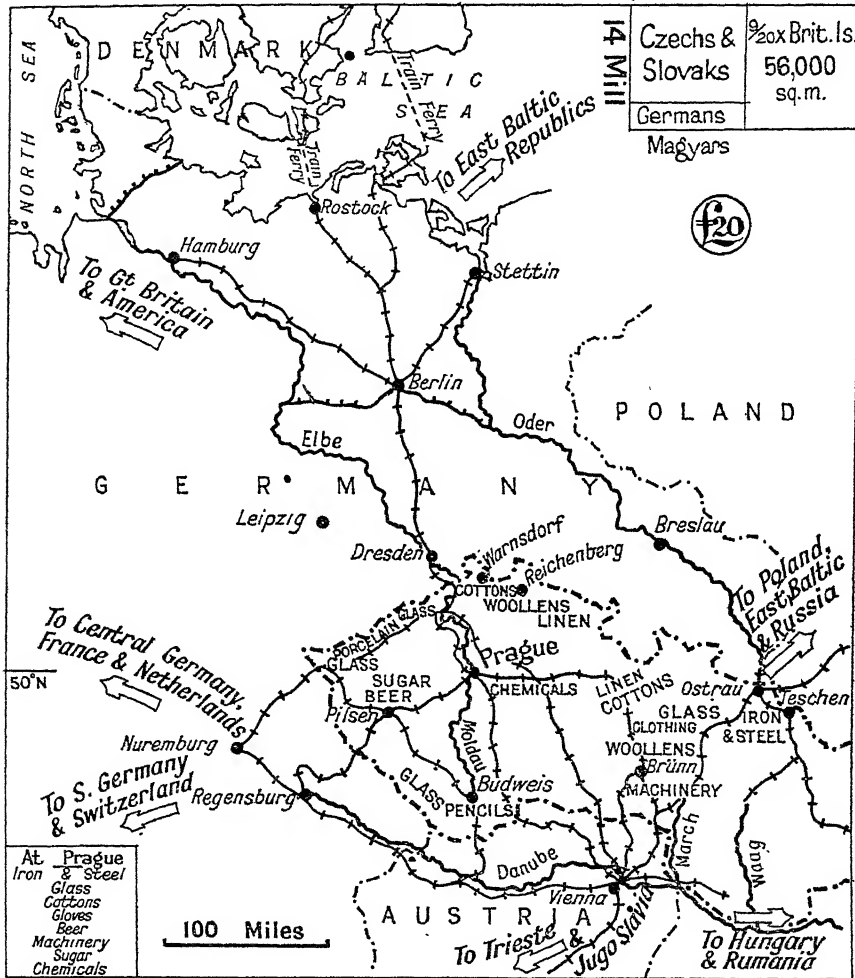 NORTH SEA
DENMARK
BALTIC
SEA
Train Ferry
Train Ferry
To East Baltic
Republics
14 Mill
Czechs &
Slovaks
Germans
Magyars
9/20 x Brit. Is.
56,000
sq.m.
£20
Rostock
Hamburg
Stettin
To Gt Britain
& America
Berlin
POLAND
Oder
Elbe
GERMANY
Leipzig
Breslau
Dresden
Warnsdorf
Reichenberg
COTTONS
WOOLLENS
LINEN
To Poland,
East Baltic
& Russia
To Central Germany,
France & Netherlands
PORCELAIN GLASS
GLASS
Prague
50°N
SUGAR
BEER
CHEMICALS
LINEN
COTTONS
Ostrau
Teschen
Pilsen
GLASS
CLOTHING
IRON
& STEEL
Moldau
WOOLLENS
Nuremburg
Brünn
To S. Germany
& Switzerland
Regensburg
GLASS
Budweis
PENCILS
MACHINERY
March
Waag
Danube
Vienna
At Prague
Iron & Steel
Glass
Cottons
Gloves
Beer
Machinery
Sugar
Chemicals
100 Miles
AUSTRIA
To Trieste &
Jugo Slavia
To Hungary
& Rumania